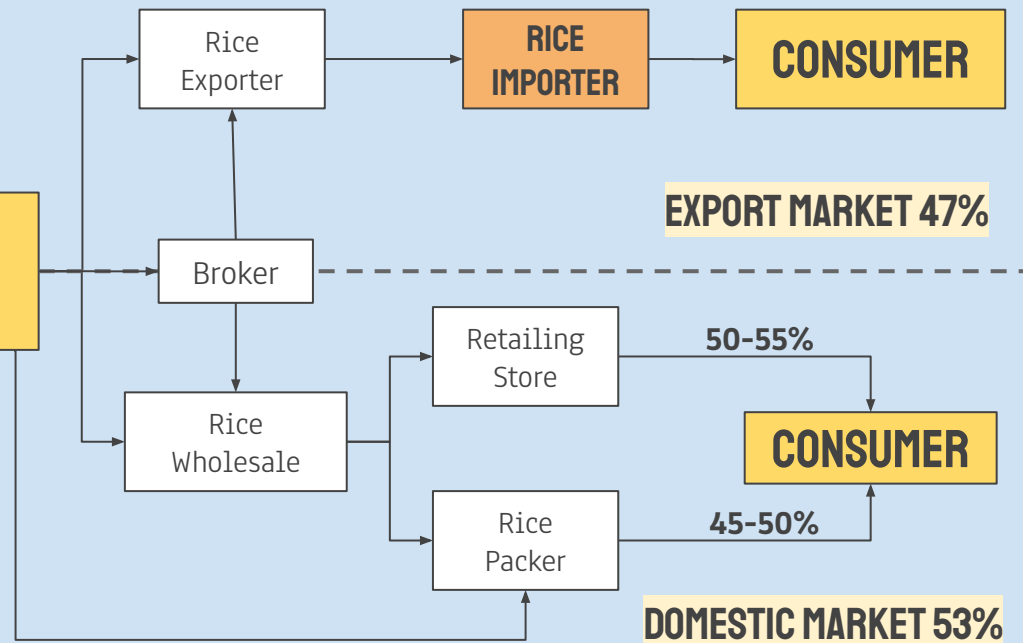 Rice
Exporter
RICE
IMPORTER
CONSUMER
EXPORT MARKET 47%
Broker
Retailing
Store
50-55%
Rice
Wholesale
CONSUMER
Rice
Packer
45-50%
DOMESTIC MARKET 53%